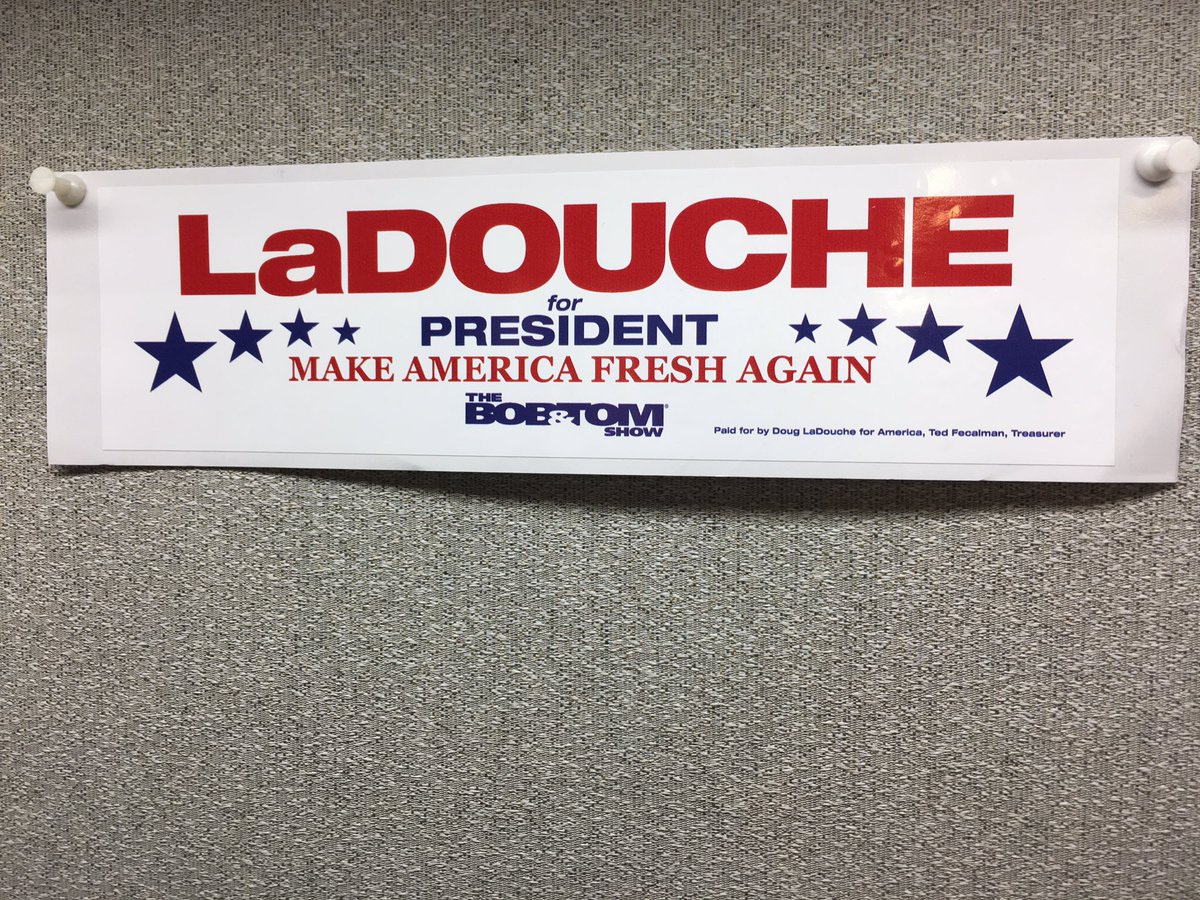 LaDOUCHE
for
PRESIDENT
MAKE AMERICA FRESH AGAIN
THE
BOB&TOM®
SHOW
Paid for by Doug LaDouche for America, Ted Fecalman, Treasurer